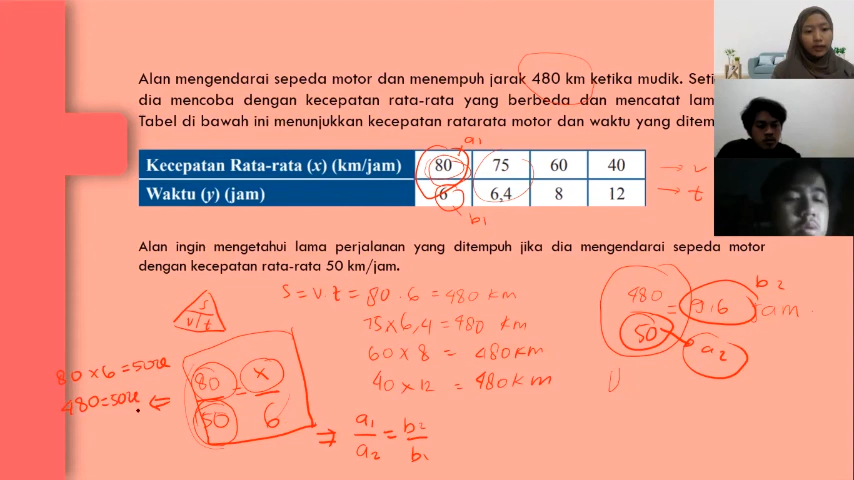 Alan mengendarai sepeda motor dan menempuh jarak 480 km ketika mudik. Seti
dia mencoba dengan kecepatan rata-rata yang berbeda dan mencatat lam
Tabel di bawah ini menunjukkan kecepatan ratarata motor dan waktu yang ditem
a1
Kecepatan Rata-rata (x) (km/jam) 80 75 60 40 → v
Waktu (y) (jam) 6 6,4 8 12 → t
b1
Alan ingin mengetahui lama perjalanan yang ditempuh jika dia mengendarai sepeda motor
dengan kecepatan rata-rata 50 km/jam.
S = v . t = 80 . 6 = 480 km
75 x 6,4 = 480 km
60 x 8 = 480 km
40 x 12 = 480 km
s
v|t
80 x 6 = 50x
480 = 50x ⇐
80/50 = x/6
⇒ a1/a2 = b2/b1
b2
480/50 = 9,6 jam.
a2